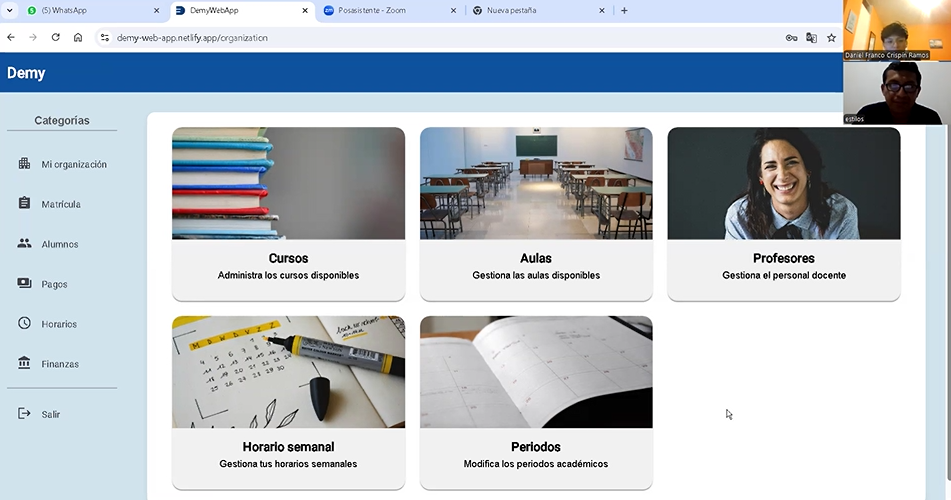 (5) WhatsApp
DemyWebApp
Posasistente - Zoom
Nueva pestaña
demy-web-app.netlify.app/organization
Demy
Daniel Franco Crispin Ramos
estilos
Categorías
Mi organización
Matrícula
Alumnos
Pagos
Horarios
Finanzas
Salir
Cursos
Administra los cursos disponibles
Aulas
Gestiona las aulas disponibles
Profesores
Gestiona el personal docente
Horario semanal
Gestiona tus horarios semanales
Periodos
Modifica los periodos académicos